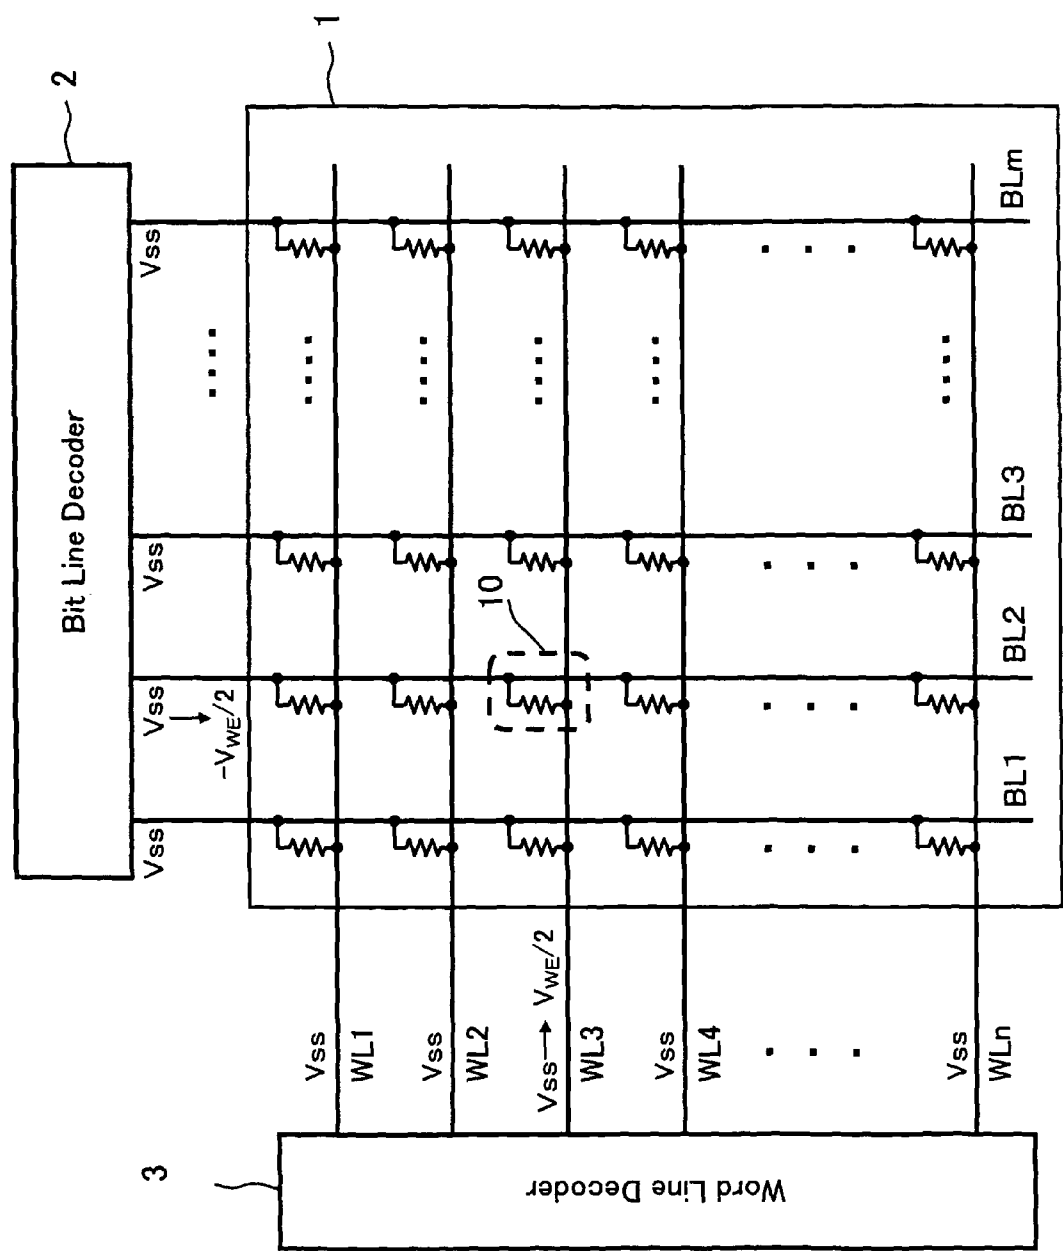 2
Bit Line Decoder
1
Vss
Vss
Vss
Vss
-VWE/2
10
3
Word Line Decoder
Vss
WL1
Vss
WL2
Vss → VWE/2
WL3
Vss
WL4
Vss
WLn
BL1
BL2
BL3
BLm